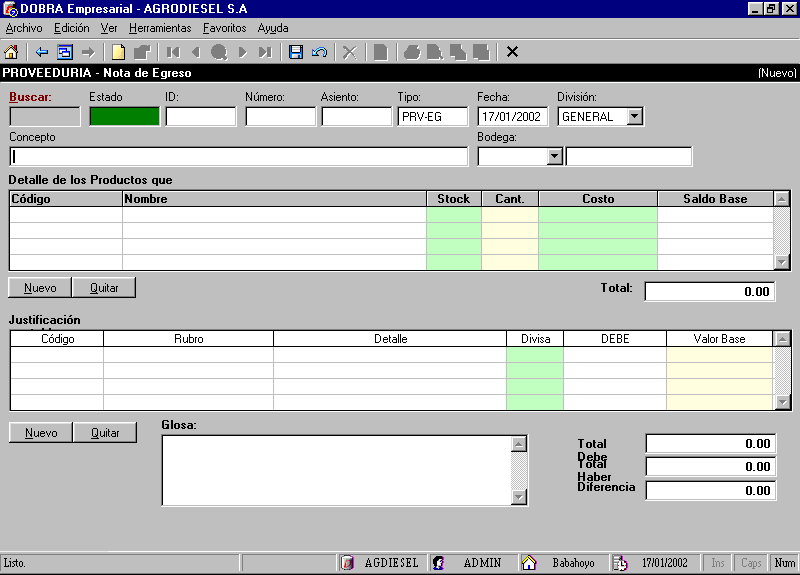 DOBRA Empresarial - AGRODIESEL S.A
Archivo Edición Ver Herramientas Favoritos Ayuda
PROVEEDURIA - Nota de Egreso (Nuevo)
Buscar: Estado ID: Número: Asiento: Tipo: Fecha: División:
PRV-EG 17/01/2002 GENERAL
Concepto Bodega:
Detalle de los Productos que
Código Nombre Stock Cant. Costo Saldo Base
Nuevo Quitar Total: 0.00
Justificación
Código Rubro Detalle Divisa DEBE Valor Base
Nuevo Quitar Glosa:
Total Debe 0.00
Total Haber 0.00
Diferencia 0.00
Listo. AGDIESEL ADMIN Babahoyo 17/01/2002 Ins Caps Num